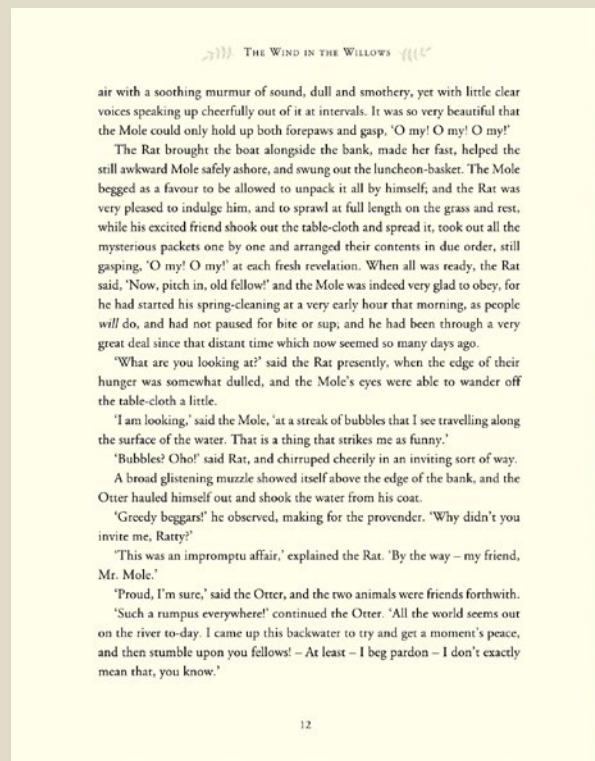 THE WIND IN THE WILLOWS
air with a soothing murmur of sound, dull and smothery, yet with little clear
voices speaking up cheerfully out of it at intervals. It was so very beautiful that
the Mole could only hold up both forepaws and gasp, ‘O my! O my! O my!’
The Rat brought the boat alongside the bank, made her fast, helped the
still awkward Mole safely ashore, and swung out the luncheon-basket. The Mole
begged as a favour to be allowed to unpack it all by himself; and the Rat was
very pleased to indulge him, and to sprawl at full length on the grass and rest,
while his excited friend shook out the table-cloth and spread it, took out all the
mysterious packets one by one and arranged their contents in due order, still
gasping, ‘O my! O my!’ at each fresh revelation. When all was ready, the Rat
said, ‘Now, pitch in, old fellow!’ and the Mole was indeed very glad to obey, for
he had started his spring-cleaning at a very early hour that morning, as people
will do, and had not paused for bite or sup; and he had been through a very
great deal since that distant time which now seemed so many days ago.
‘What are you looking at?’ said the Rat presently, when the edge of their
hunger was somewhat dulled, and the Mole’s eyes were able to wander off
the table-cloth a little.
‘I am looking,’ said the Mole, ‘at a streak of bubbles that I see travelling along
the surface of the water. That is a thing that strikes me as funny.’
‘Bubbles? Oho!’ said Rat, and chirruped cheerily in an inviting sort of way.
A broad glistening muzzle showed itself above the edge of the bank, and the
Otter hauled himself out and shook the water from his coat.
‘Greedy beggars!’ he observed, making for the provender. ‘Why didn’t you
invite me, Ratty?’
‘This was an impromptu affair,’ explained the Rat. ‘By the way – my friend,
Mr. Mole.’
‘Proud, I’m sure,’ said the Otter, and the two animals were friends forthwith.
‘Such a rumpus everywhere!’ continued the Otter. ‘All the world seems out
on the river to-day. I came up this backwater to try and get a moment’s peace,
and then stumble upon you fellows! – At least – I beg pardon – I don’t exactly
mean that, you know.’
12